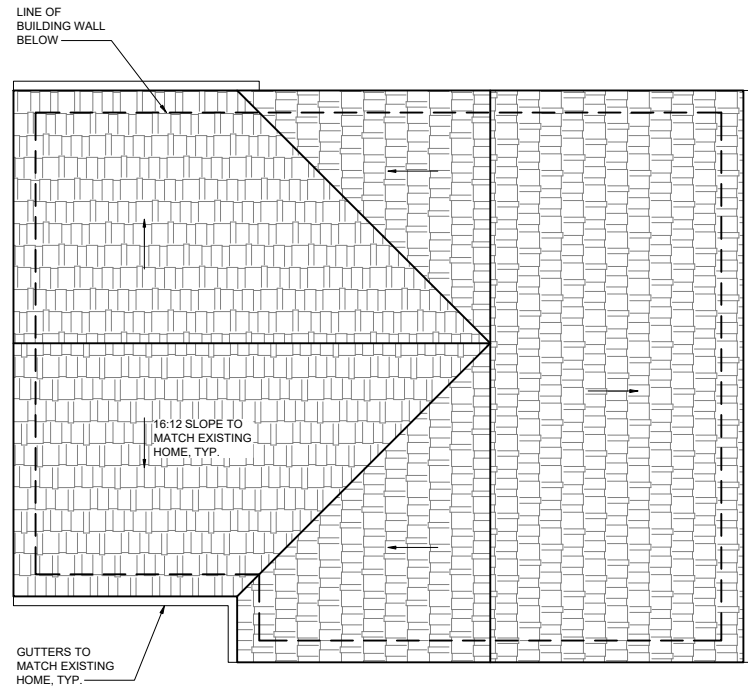 LINE OF
BUILDING WALL
BELOW
16:12 SLOPE TO
MATCH EXISTING
HOME, TYP.
GUTTERS TO
MATCH EXISTING
HOME, TYP.